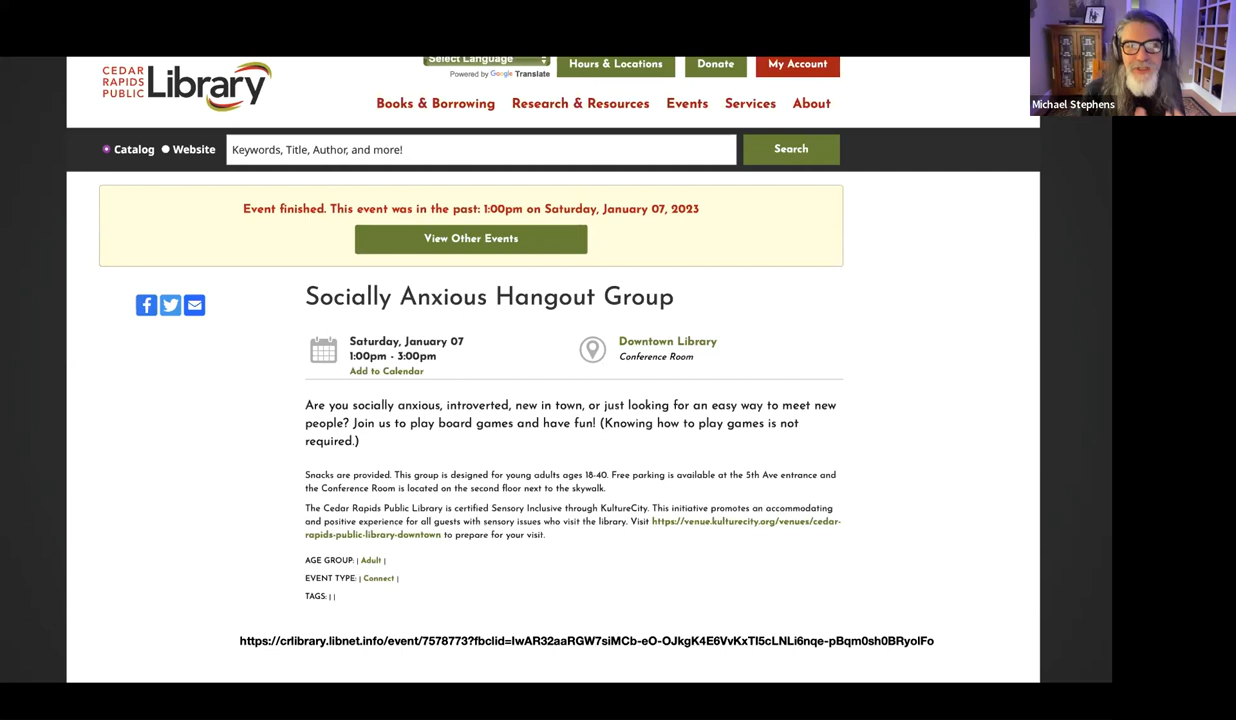 Select Language
Powered by Google Translate
Hours & Locations
Donate
My Account
CEDAR
RAPIDS
PUBLIC
Library
Books & Borrowing
Research & Resources
Events
Services
About
Michael Stephens
Catalog
Website
Keywords, Title, Author, and more!
Search
Event finished. This event was in the past: 1:00pm on Saturday, January 07, 2023
View Other Events
Socially Anxious Hangout Group
Saturday, January 07
1:00pm - 3:00pm
Add to Calendar
Downtown Library
Conference Room
Are you socially anxious, introverted, new in town, or just looking for an easy way to meet new
people? Join us to play board games and have fun! (Knowing how to play games is not
required.)
Snacks are provided. This group is designed for young adults ages 18-40. Free parking is available at the 5th Ave entrance and
the Conference Room is located on the second floor next to the skywalk.
The Cedar Rapids Public Library is certified Sensory Inclusive through KultureCity. This initiative promotes an accommodating
and positive experience for all guests with sensory issues who visit the library. Visit https://venue.kulturecity.org/venues/cedar-
rapids-public-library-downtown to prepare for your visit.
AGE GROUP: | Adult |
EVENT TYPE: | Connect |
TAGS: | |
https://crlibrary.libnet.info/event/7578773?fbclid=IwAR32aaRGW7siMCb-eO-OJkgK4E6VvKxTI5cLNLi6nqe-pBqm0sh0BRyolFo